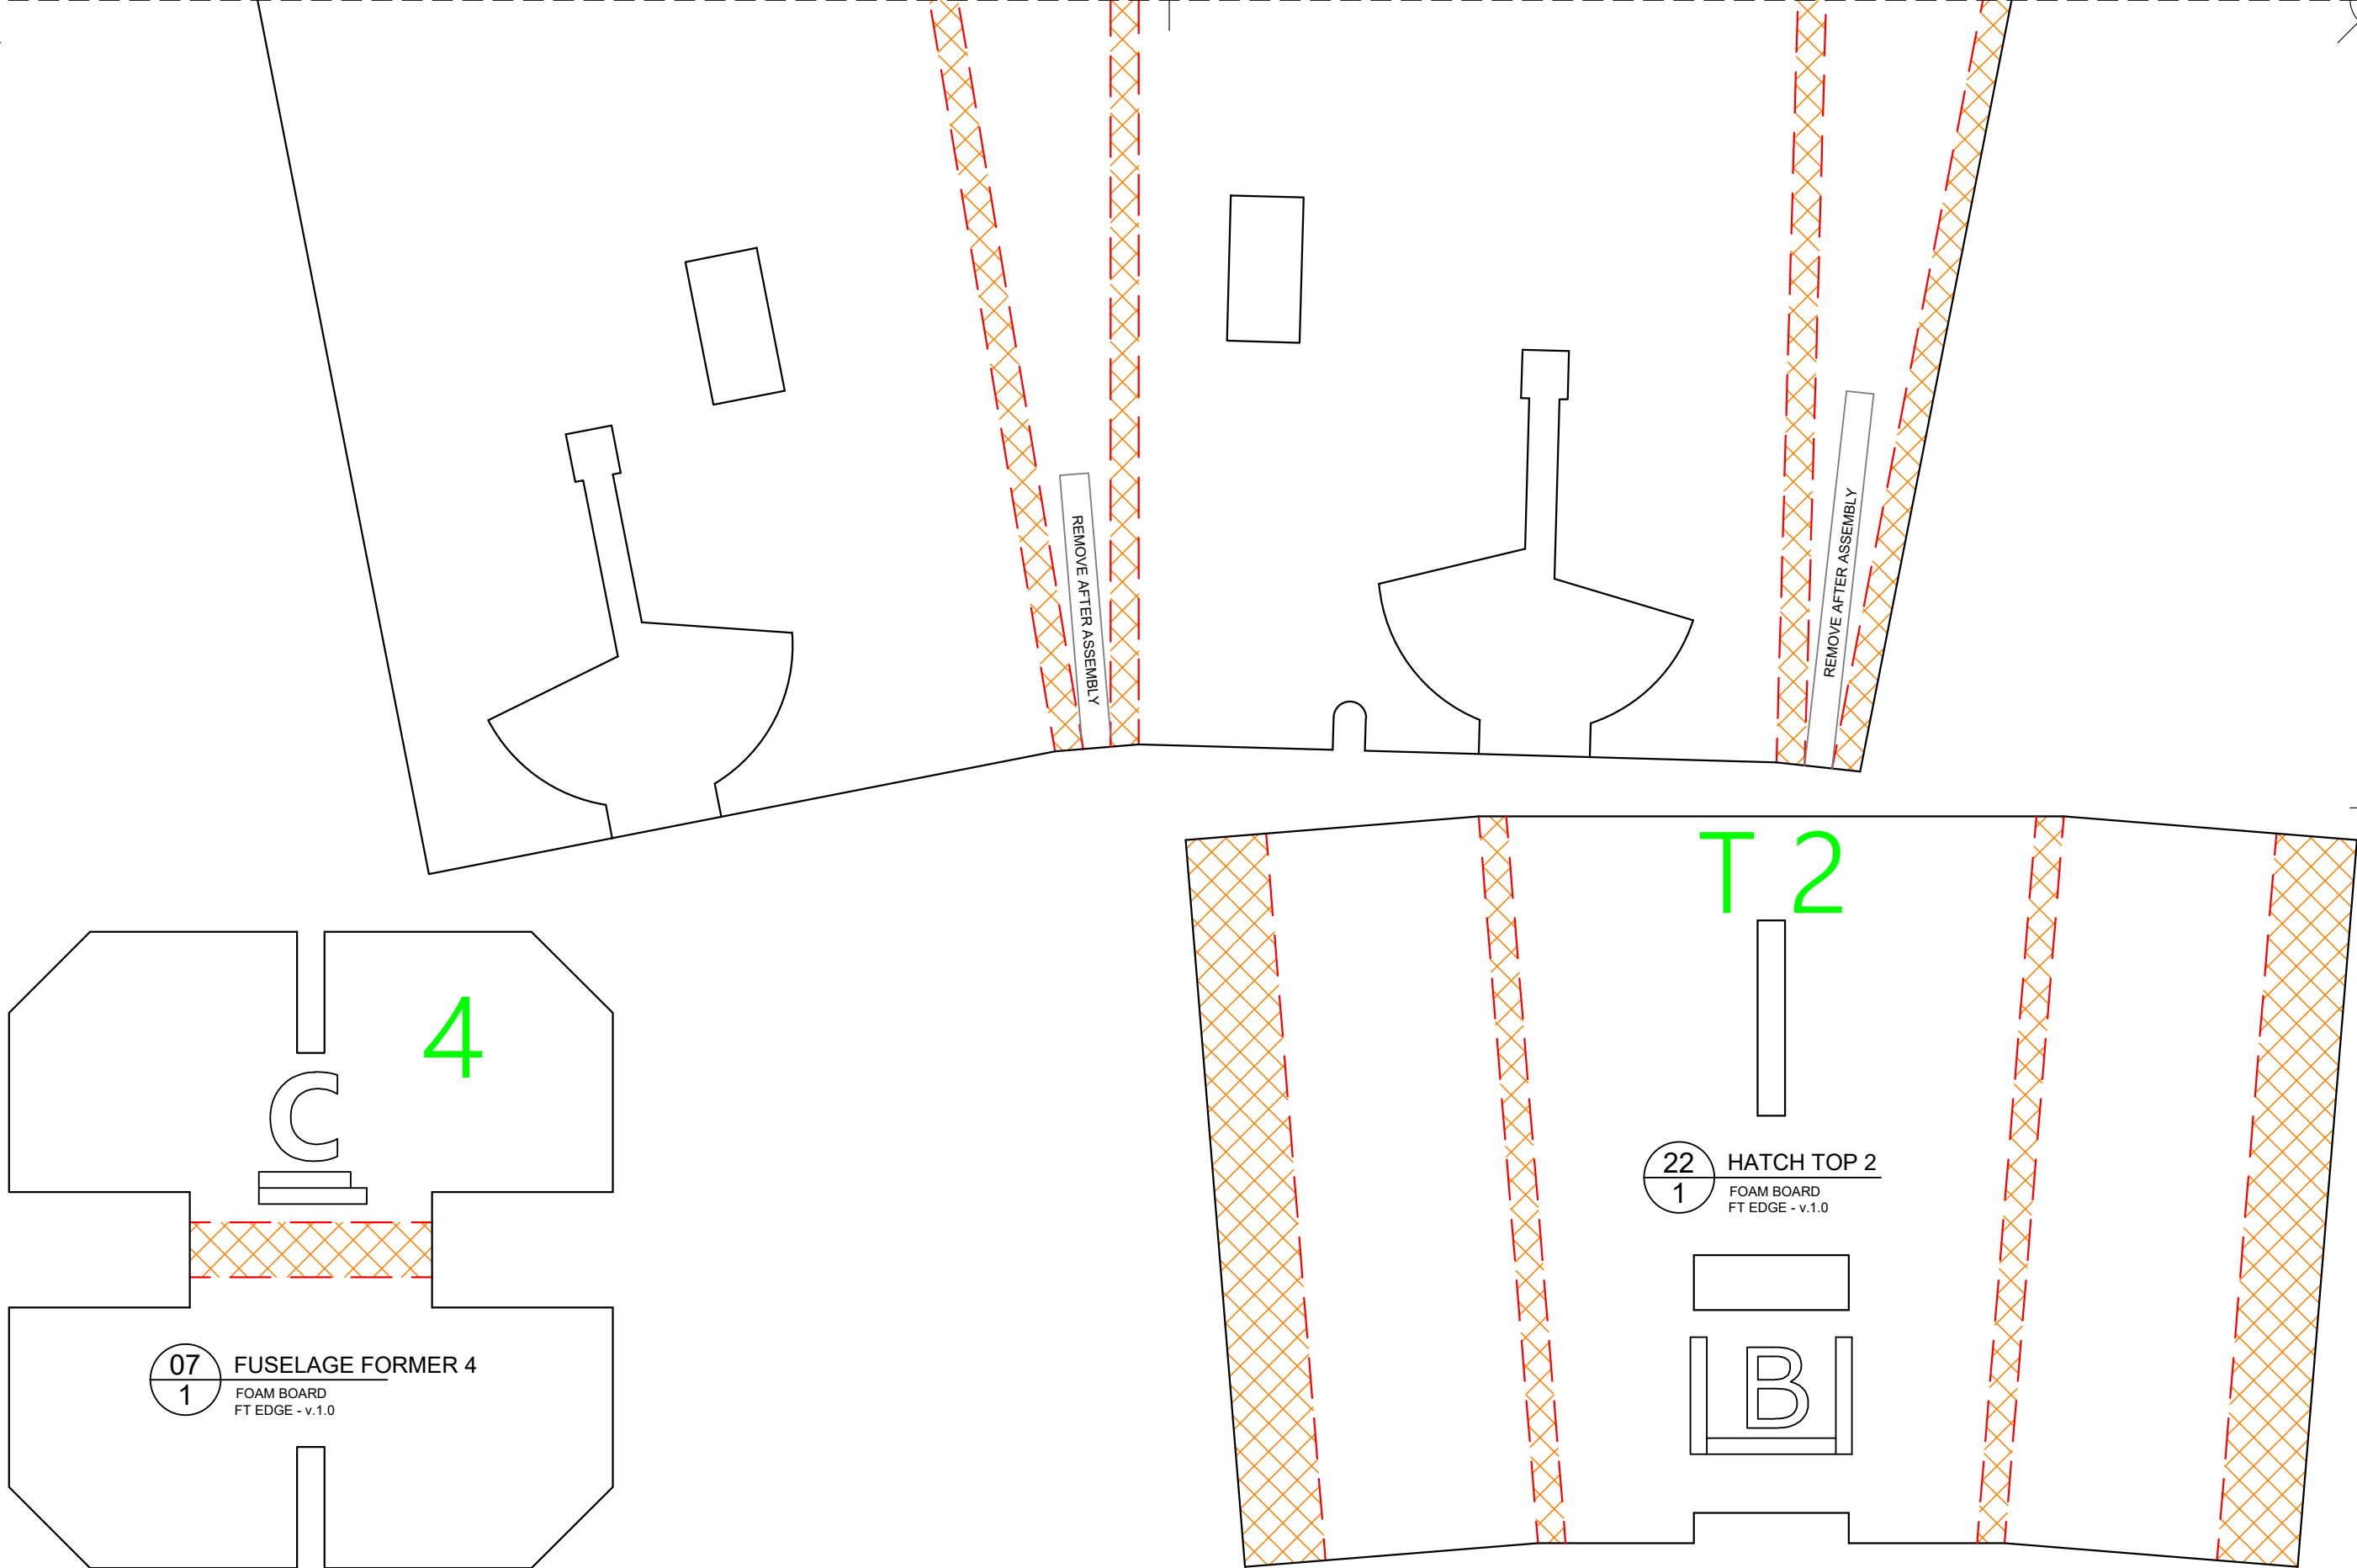 REMOVE AFTER ASSEMBLY
REMOVE AFTER ASSEMBLY
T 2
4
C
22
1
HATCH TOP 2
FOAM BOARD
FT EDGE - v.1.0
B
07
1
FUSELAGE FORMER 4
FOAM BOARD
FT EDGE - v.1.0